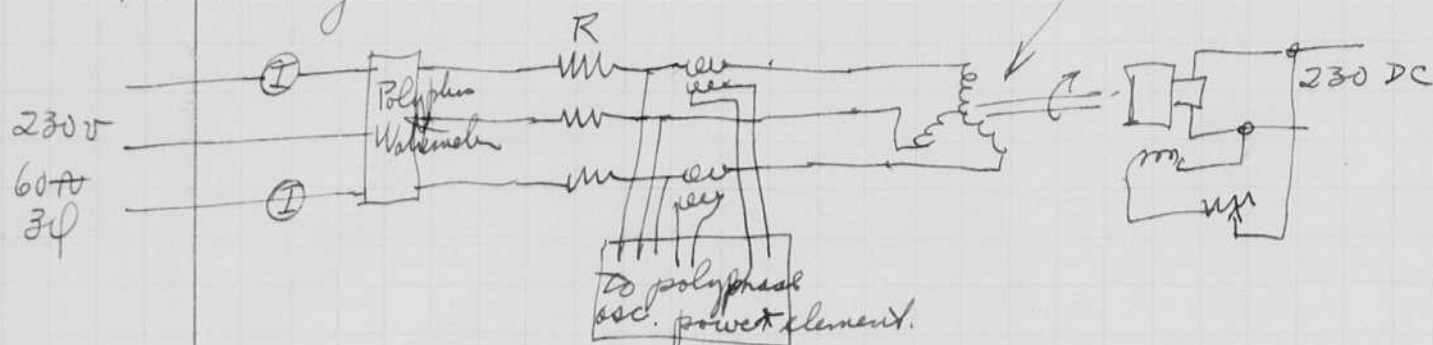 R
I
230 DC
Polyphase
Wattmeter
230v
60~
3φ
I
To polyphase
osc. power element.